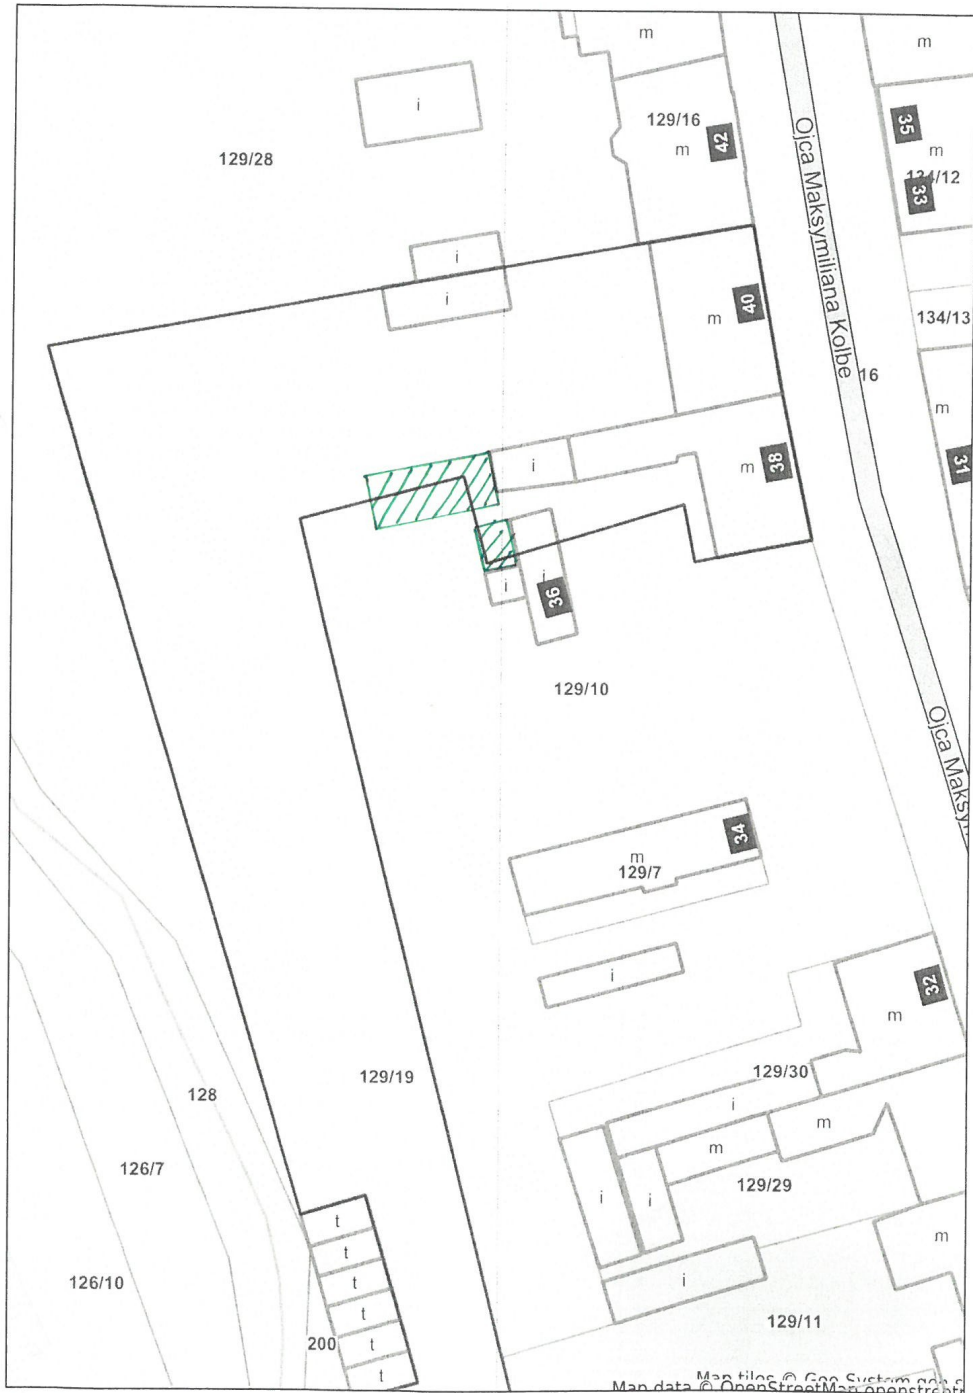 m
m
i
129/16
35
42
m
m
129/28
134/12
33
Ojca Maksymiliana Kolbe
i
i
40
m
134/13
16
m
38
m
i
31
i
i
36
129/10
34
m
129/7
Ojca Maksy
i
32
m
129/30
129/19
128
i
m
m
126/7
129/29
i
i
t
m
t
i
126/10
t
t
129/11
200
t
t
Map tiles © Geo-System
Map data © OpenStreetMap